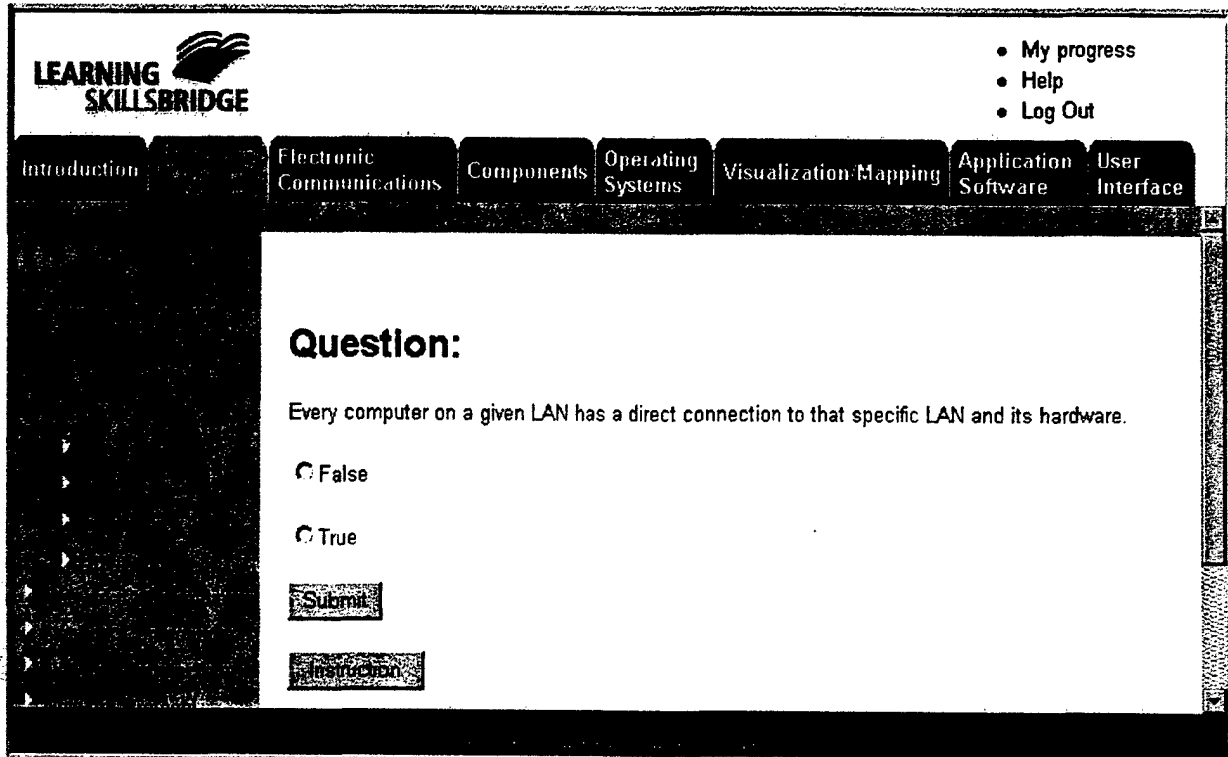 LEARNING
SKILLSBRIDGE
• My progress
• Help
• Log Out
Introduction
Electronic
Communications
Components
Operating
Systems
Visualization/Mapping
Application
Software
User
Interface
Question:
Every computer on a given LAN has a direct connection to that specific LAN and its hardware.
False
True
Submit
Instruction